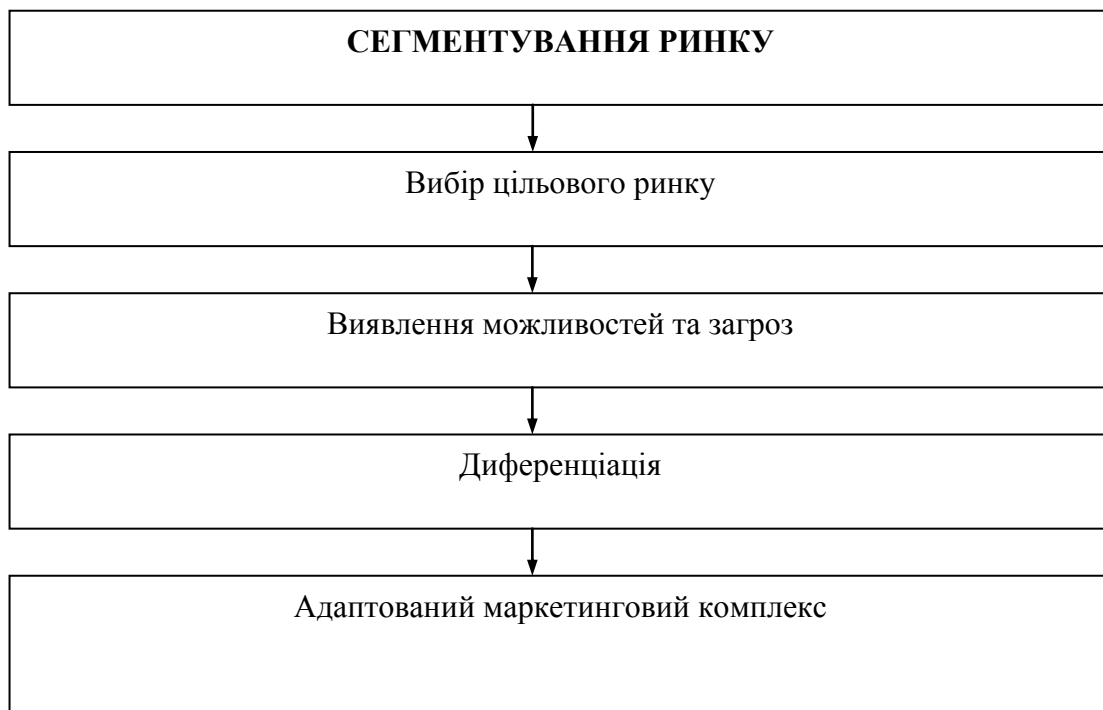 СЕГМЕНТУВАННЯ РИНКУ
Вибір цільового ринку
Виявлення можливостей та загроз
Диференціація
Адаптований маркетинговий комплекс